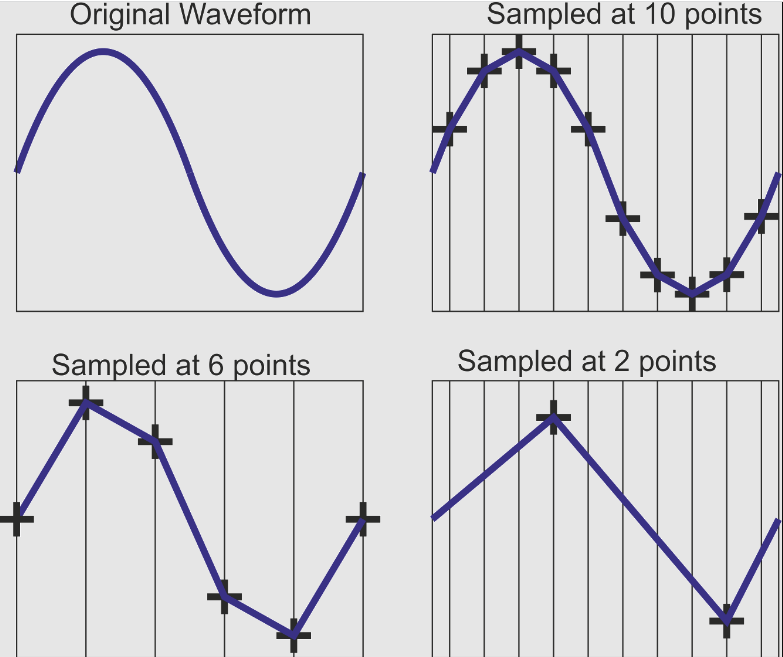 Original Waveform
Sampled at 10 points
Sampled at 6 points
Sampled at 2 points